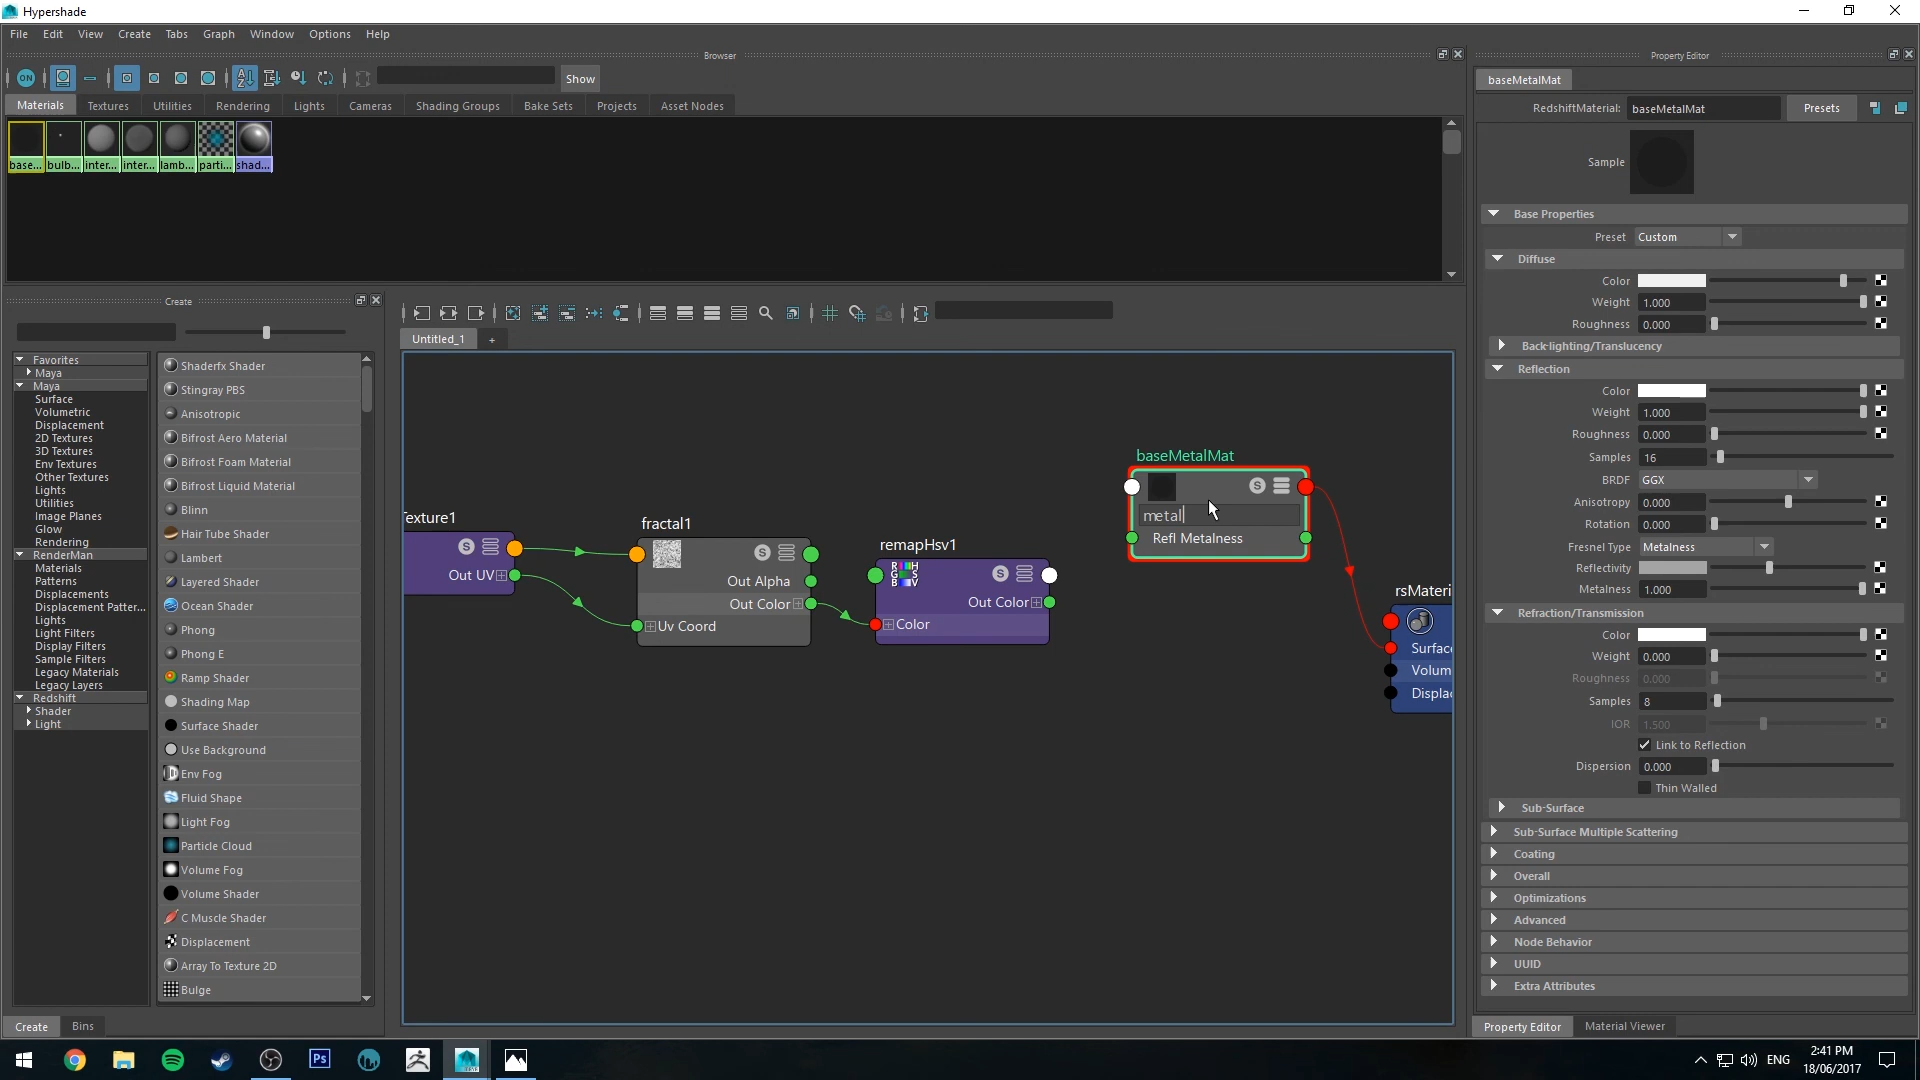 Hypershade
File Edit View Create Tabs Graph Window Options Help
Browser
ON Show
Materials Textures Utilities Rendering Lights Cameras Shading Groups Bake Sets Projects Asset Nodes
base... bulb... inter... inter... lamb... parti... shad...
Create
Favorites
Maya
Maya
Surface
Volumetric
Displacement
2D Textures
3D Textures
Env Textures
Other Textures
Lights
Utilities
Image Planes
Glow
Rendering
RenderMan
Materials
Patterns
Displacements
Displacement Patter...
Lights
Light Filters
Display Filters
Sample Filters
Legacy Materials
Legacy Layers
Redshift
Shader
Light
Shaderfx Shader
Stingray PBS
Anisotropic
Bifrost Aero Material
Bifrost Foam Material
Bifrost Liquid Material
Blinn
Hair Tube Shader
Lambert
Layered Shader
Ocean Shader
Phong
Phong E
Ramp Shader
Shading Map
Surface Shader
Use Background
Env Fog
Fluid Shape
Light Fog
Particle Cloud
Volume Fog
Volume Shader
C Muscle Shader
Displacement
Array To Texture 2D
Bulge
Create Bins
Untitled_1 +
Texture1
S
Out UV
fractal1
S
Out Alpha
Out Color
Uv Coord
remapHsv1
R H
G S
B V
S
Out Color
Color
baseMetalMat
S
metal
Refl Metalness
rsMateri
Surfac
Volum
Displac
Property Editor
baseMetalMat
RedshiftMaterial: baseMetalMat Presets
Sample
Base Properties
Preset Custom
Diffuse
Color
Weight 1.000
Roughness 0.000
Back-lighting/Translucency
Reflection
Color
Weight 1.000
Roughness 0.000
Samples 16
BRDF GGX
Anisotropy 0.000
Rotation 0.000
Fresnel Type Metalness
Reflectivity
Metalness 1.000
Refraction/Transmission
Color
Weight 0.000
Roughness 0.000
Samples 8
IOR 1.500
Link to Reflection
Dispersion 0.000
Thin Walled
Sub-Surface
Sub-Surface Multiple Scattering
Coating
Overall
Optimizations
Advanced
Node Behavior
UUID
Extra Attributes
Property Editor Material Viewer
Ps
ENG
2:41 PM
18/06/2017